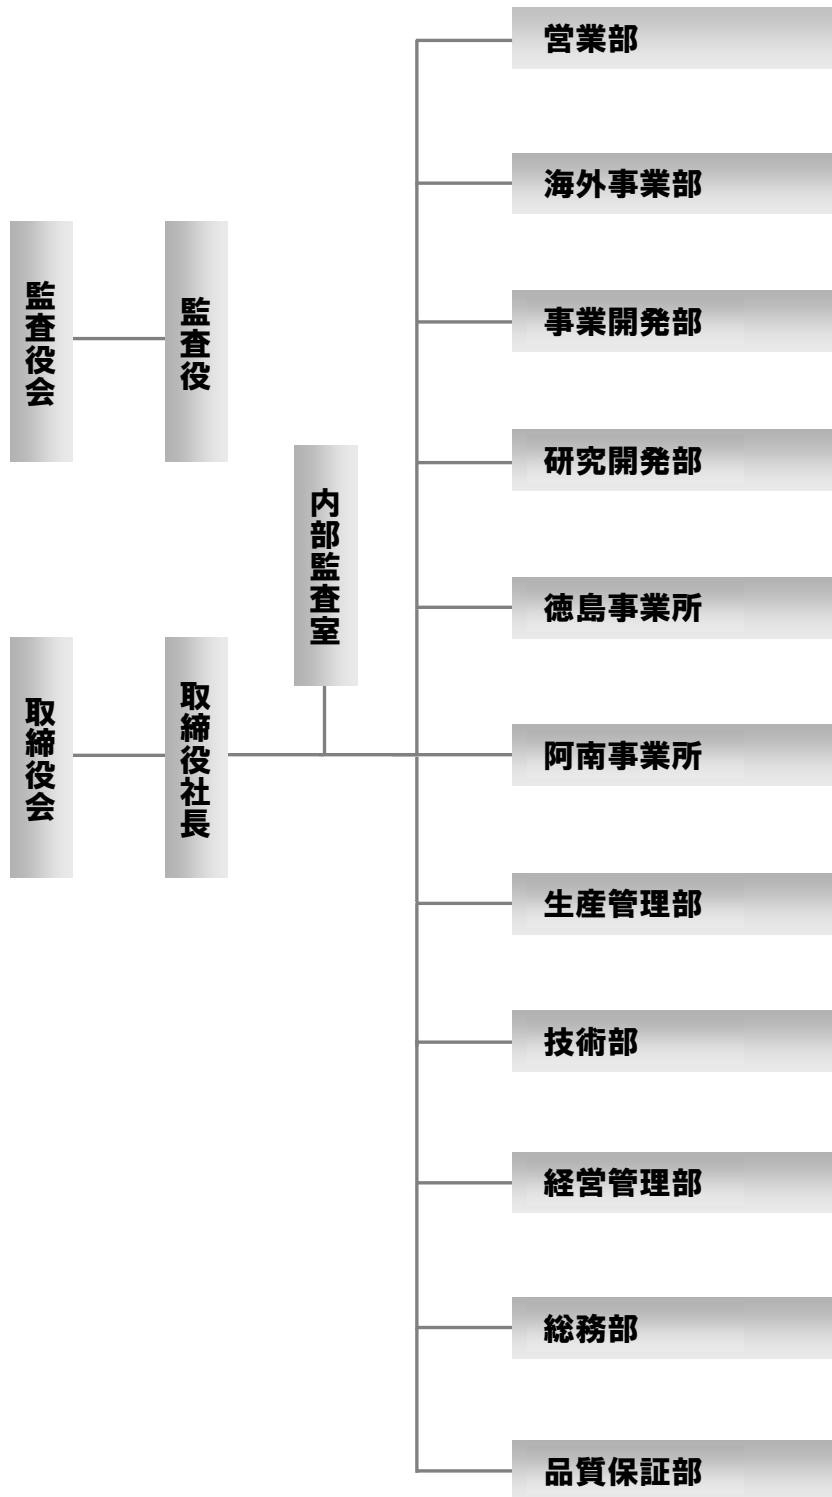 監査役会
監査役
取締役会
取締役社長
内部監査室
営業部
海外事業部
事業開発部
研究開発部
徳島事業所
阿南事業所
生産管理部
技術部
経営管理部
総務部
品質保証部